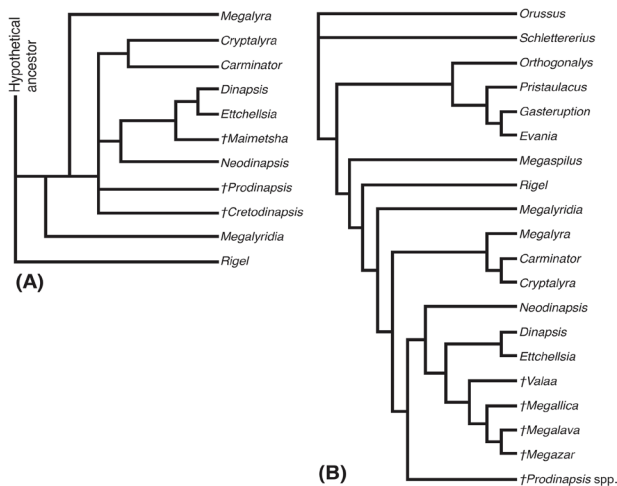 Hypothetical
ancestor
Megalyra
Cryptalyra
Carminator
Dinapsis
Ettchellsia
†Maimetsha
Neodinapsis
†Prodinapsis
†Cretodinapsis
Megalyridia
Rigel
(A)
Orussus
Schlettererius
Orthogonalys
Pristaulacus
Gasteruption
Evania
Megaspilus
Rigel
Megalyridia
Megalyra
Carminator
Cryptalyra
Neodinapsis
Dinapsis
Ettchellsia
†Valaa
†Megallica
†Megalava
†Megazar
†Prodinapsis spp.
(B)